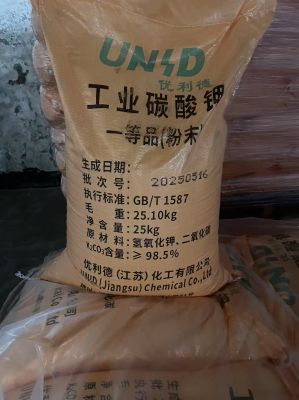 UNID
优利德
工业碳酸钾
一等品(粉末)
生成日期:
批次号: 20250516
执行标准: GB/T 1587
毛重: 25.10kg
净含量: 25kg
原材料: 氢氧化钾、二氧化碳
K₂CO₃含量: ≥ 98.5%
优利德(江苏)化工有限公司
UNID (Jiangsu) Chemical Co.,Ltd